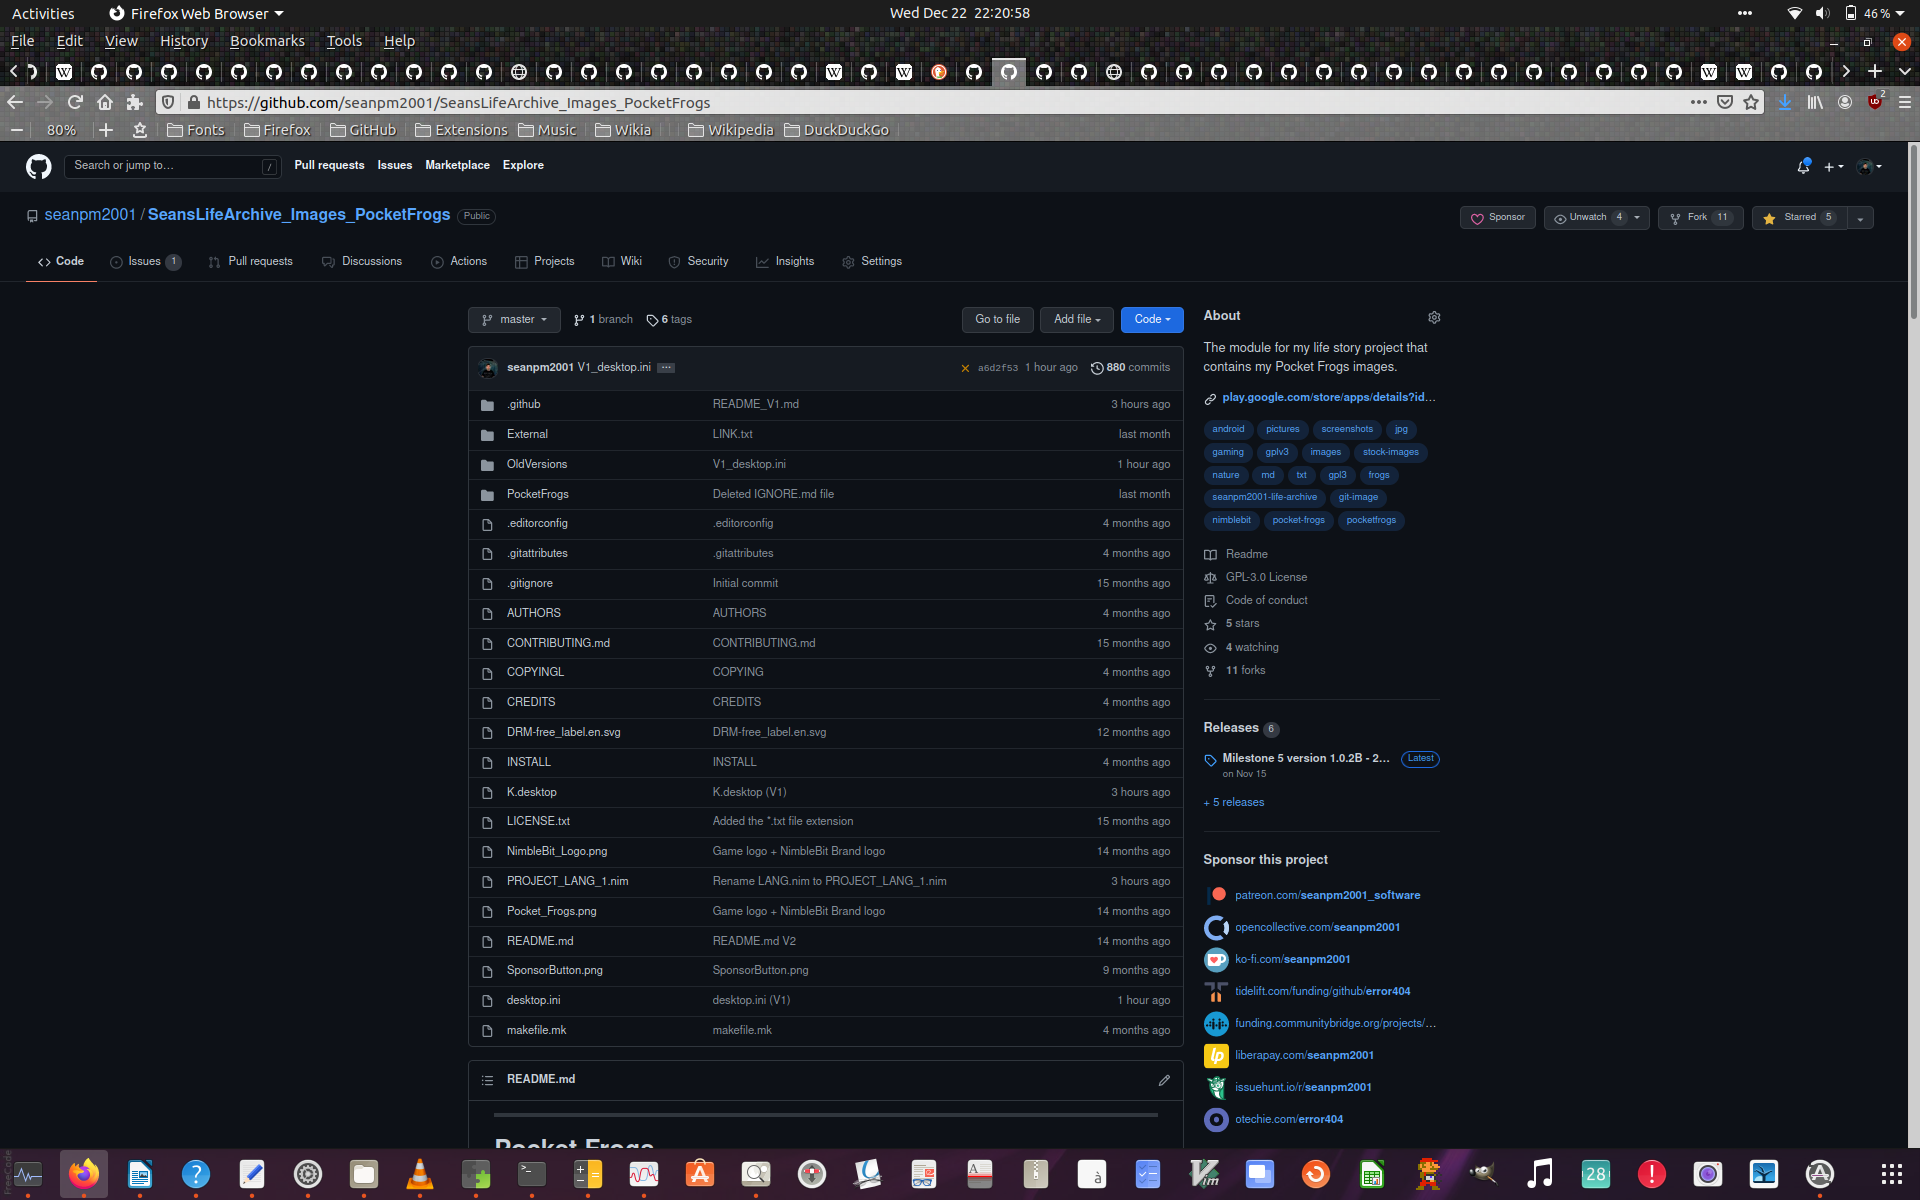 Activities Firefox Web Browser Wed Dec 22 22:20:58 46 %
File Edit View History Bookmarks Tools Help
https://github.com/seanpm2001/SeansLifeArchive_Images_PocketFrogs 2
80% Fonts Firefox GitHub Extensions Music Wikia Wikipedia DuckDuckGo
Search or jump to... / Pull requests Issues Marketplace Explore
seanpm2001 / SeansLifeArchive_Images_PocketFrogs Public Sponsor Unwatch 4 Fork 11 Starred 5
Code Issues 1 Pull requests Discussions Actions Projects Wiki Security Insights Settings
master 1 branch 6 tags Go to file Add file Code
seanpm2001 V1_desktop.ini ... a6d2f53 1 hour ago 880 commits
.github README_V1.md 3 hours ago
External LINK.txt last month
OldVersions V1_desktop.ini 1 hour ago
PocketFrogs Deleted IGNORE.md file last month
.editorconfig .editorconfig 4 months ago
.gitattributes .gitattributes 4 months ago
.gitignore Initial commit 15 months ago
AUTHORS AUTHORS 4 months ago
CONTRIBUTING.md CONTRIBUTING.md 15 months ago
COPYINGL COPYING 4 months ago
CREDITS CREDITS 4 months ago
DRM-free_label.en.svg DRM-free_label.en.svg 12 months ago
INSTALL INSTALL 4 months ago
K.desktop K.desktop (V1) 3 hours ago
LICENSE.txt Added the *.txt file extension 15 months ago
NimbleBit_Logo.png Game logo + NimbleBit Brand logo 14 months ago
PROJECT_LANG_1.nim Rename LANG.nim to PROJECT_LANG_1.nim 3 hours ago
Pocket_Frogs.png Game logo + NimbleBit Brand logo 14 months ago
README.md README.md V2 14 months ago
SponsorButton.png SponsorButton.png 9 months ago
desktop.ini desktop.ini (V1) 1 hour ago
makefile.mk makefile.mk 4 months ago
README.md
Pocket Frogs
About
The module for my life story project that
contains my Pocket Frogs images.
play.google.com/store/apps/details?id...
android pictures screenshots jpg
gaming gplv3 images stock-images
nature md txt gpl3 frogs
seanpm2001-life-archive git-image
nimblebit pocket-frogs pocketfrogs
Readme
GPL-3.0 License
Code of conduct
5 stars
4 watching
11 forks
Releases 6
Milestone 5 version 1.0.2B - 2... Latest
on Nov 15
+ 5 releases
Sponsor this project
patreon.com/seanpm2001_software
opencollective.com/seanpm2001
ko-fi.com/seanpm2001
tidelift.com/funding/github/error404
funding.communitybridge.org/projects/...
liberapay.com/seanpm2001
issuehunt.io/r/seanpm2001
otechie.com/error404
28